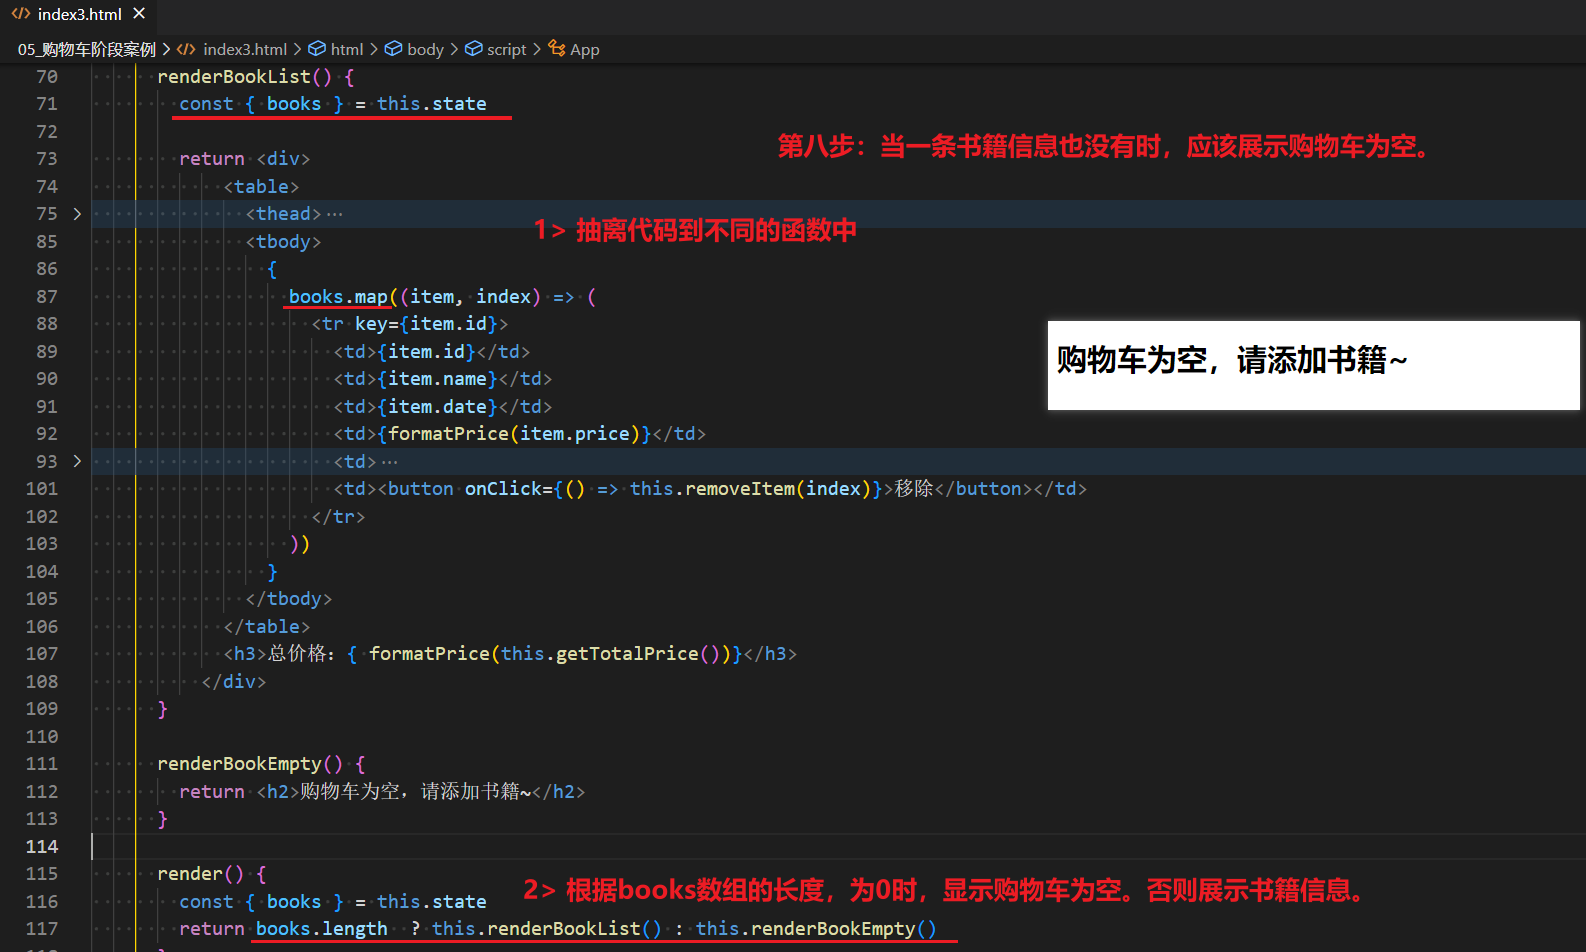 index3.html
05_购物车阶段案例 > index3.html > html > body > script > App
70 renderBookList() {
71 const { books } = this.state
72
第八步：当一条书籍信息也没有时，应该展示购物车为空。
73 return <div>
74 <table>
75 <thead>…
1> 抽离代码到不同的函数中
85 <tbody>
86 {
87 books.map((item, index) => (
88 <tr key={item.id}>
89 <td>{item.id}</td>
购物车为空，请添加书籍~
90 <td>{item.name}</td>
91 <td>{item.date}</td>
92 <td>{formatPrice(item.price)}</td>
93 <td>…
101 <td><button onClick={() => this.removeItem(index)}>移除</button></td>
102 </tr>
103 ))
104 }
105 </tbody>
106 </table>
107 <h3>总价格：{ formatPrice(this.getTotalPrice())}</h3>
108 </div>
109 }
110
111 renderBookEmpty() {
112 return <h2>购物车为空，请添加书籍~</h2>
113 }
114
115 render() {
2> 根据books数组的长度，为0时，显示购物车为空。否则展示书籍信息。
116 const { books } = this.state
117 return books.length ? this.renderBookList() : this.renderBookEmpty()